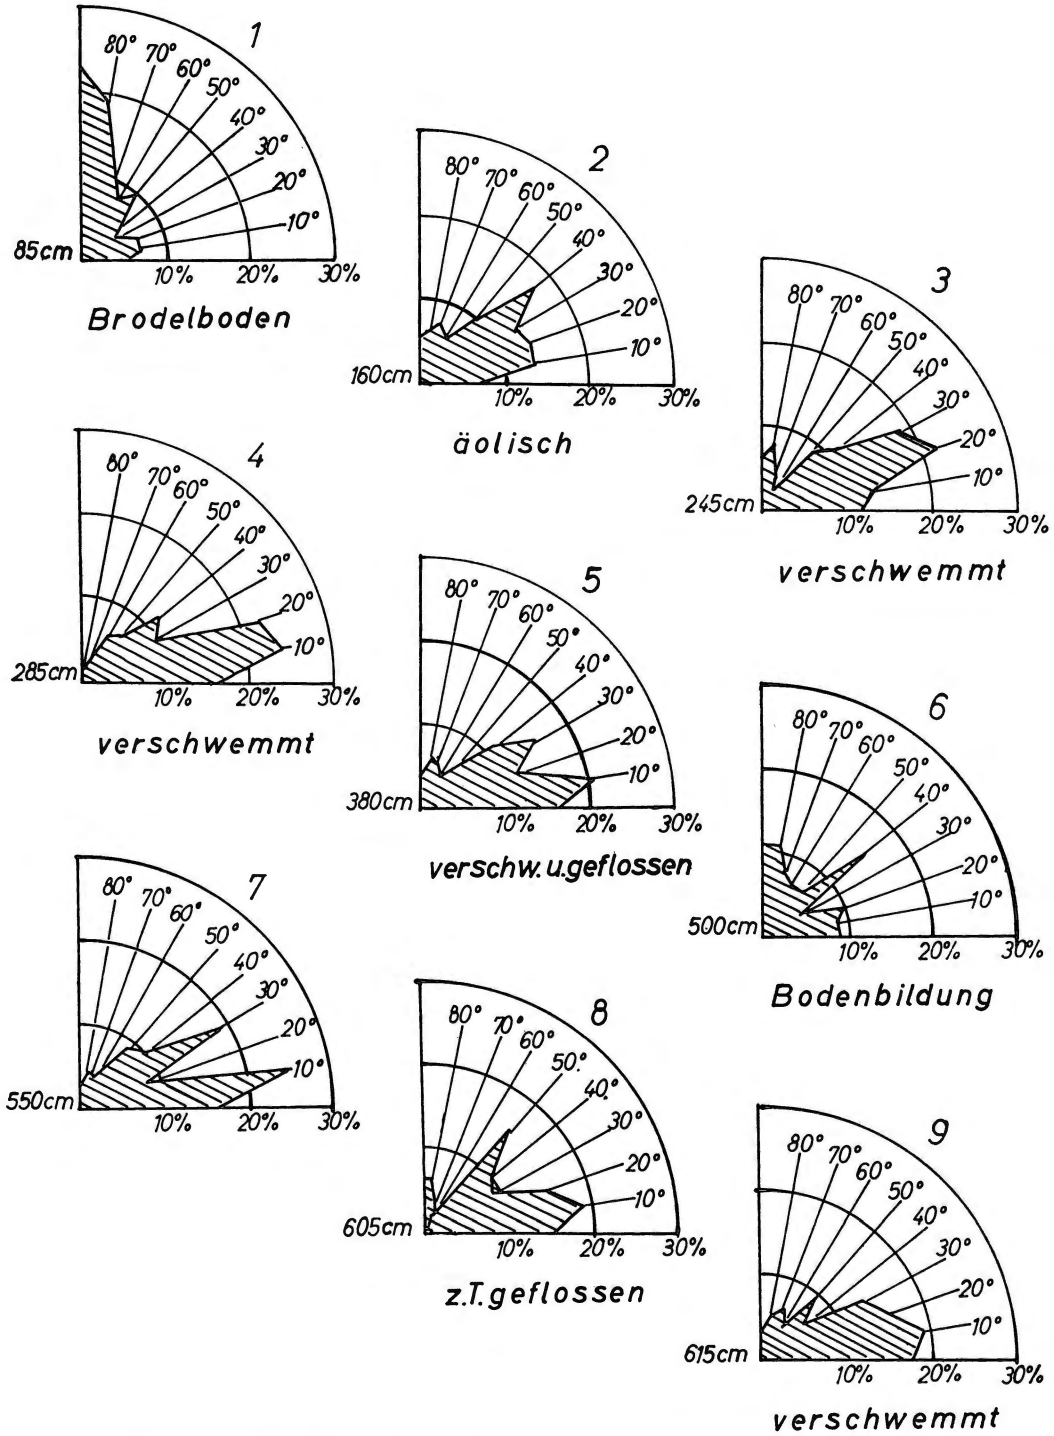 1
80° 70° 60° 50° 40° 30° 20° 10°
85cm 10% 20% 30%
Brodelboden
2
80° 70° 60° 50° 40° 30° 20° 10°
160cm 10% 20% 30%
äolisch
3
80° 70° 60° 50° 40° 30° 20° 10°
245cm 10% 20% 30%
verschwemmt
4
80° 70° 60° 50° 40° 30° 20° 10°
285cm 10% 20% 30%
verschwemmt
5
80° 70° 60° 50° 40° 30° 20° 10°
380cm 10% 20% 30%
verschw.u.geflossen
6
80° 70° 60° 50° 40° 30° 20° 10°
500cm 10% 20% 30%
Bodenbildung
7
80° 70° 60° 50° 40° 30° 20° 10°
550cm 10% 20% 30%
8
80° 70° 60° 50° 40° 30° 20° 10°
605cm 10% 20% 30%
z.T.geflossen
9
80° 70° 60° 50° 40° 30° 20° 10°
615cm 10% 20% 30%
verschwemmt